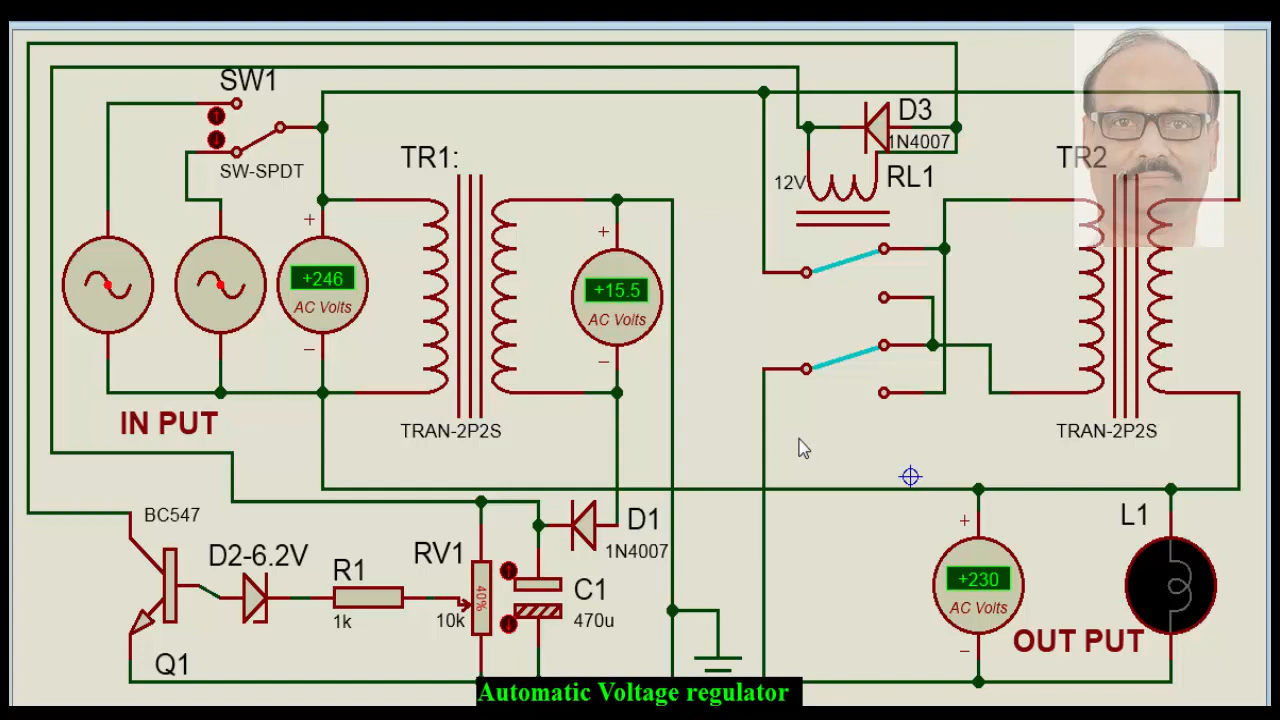 SW1
SW-SPDT
D3
1N4007
TR1:
12V
RL1
TR2
+
+246
AC Volts
−
+
+15.5
AC Volts
−
IN PUT
TRAN-2P2S
TRAN-2P2S
BC547
D2-6.2V
R1
1k
RV1
40%
10k
C1
470u
D1
1N4007
L1
+
+230
AC Volts
−
OUT PUT
Q1
Automatic Voltage regulator